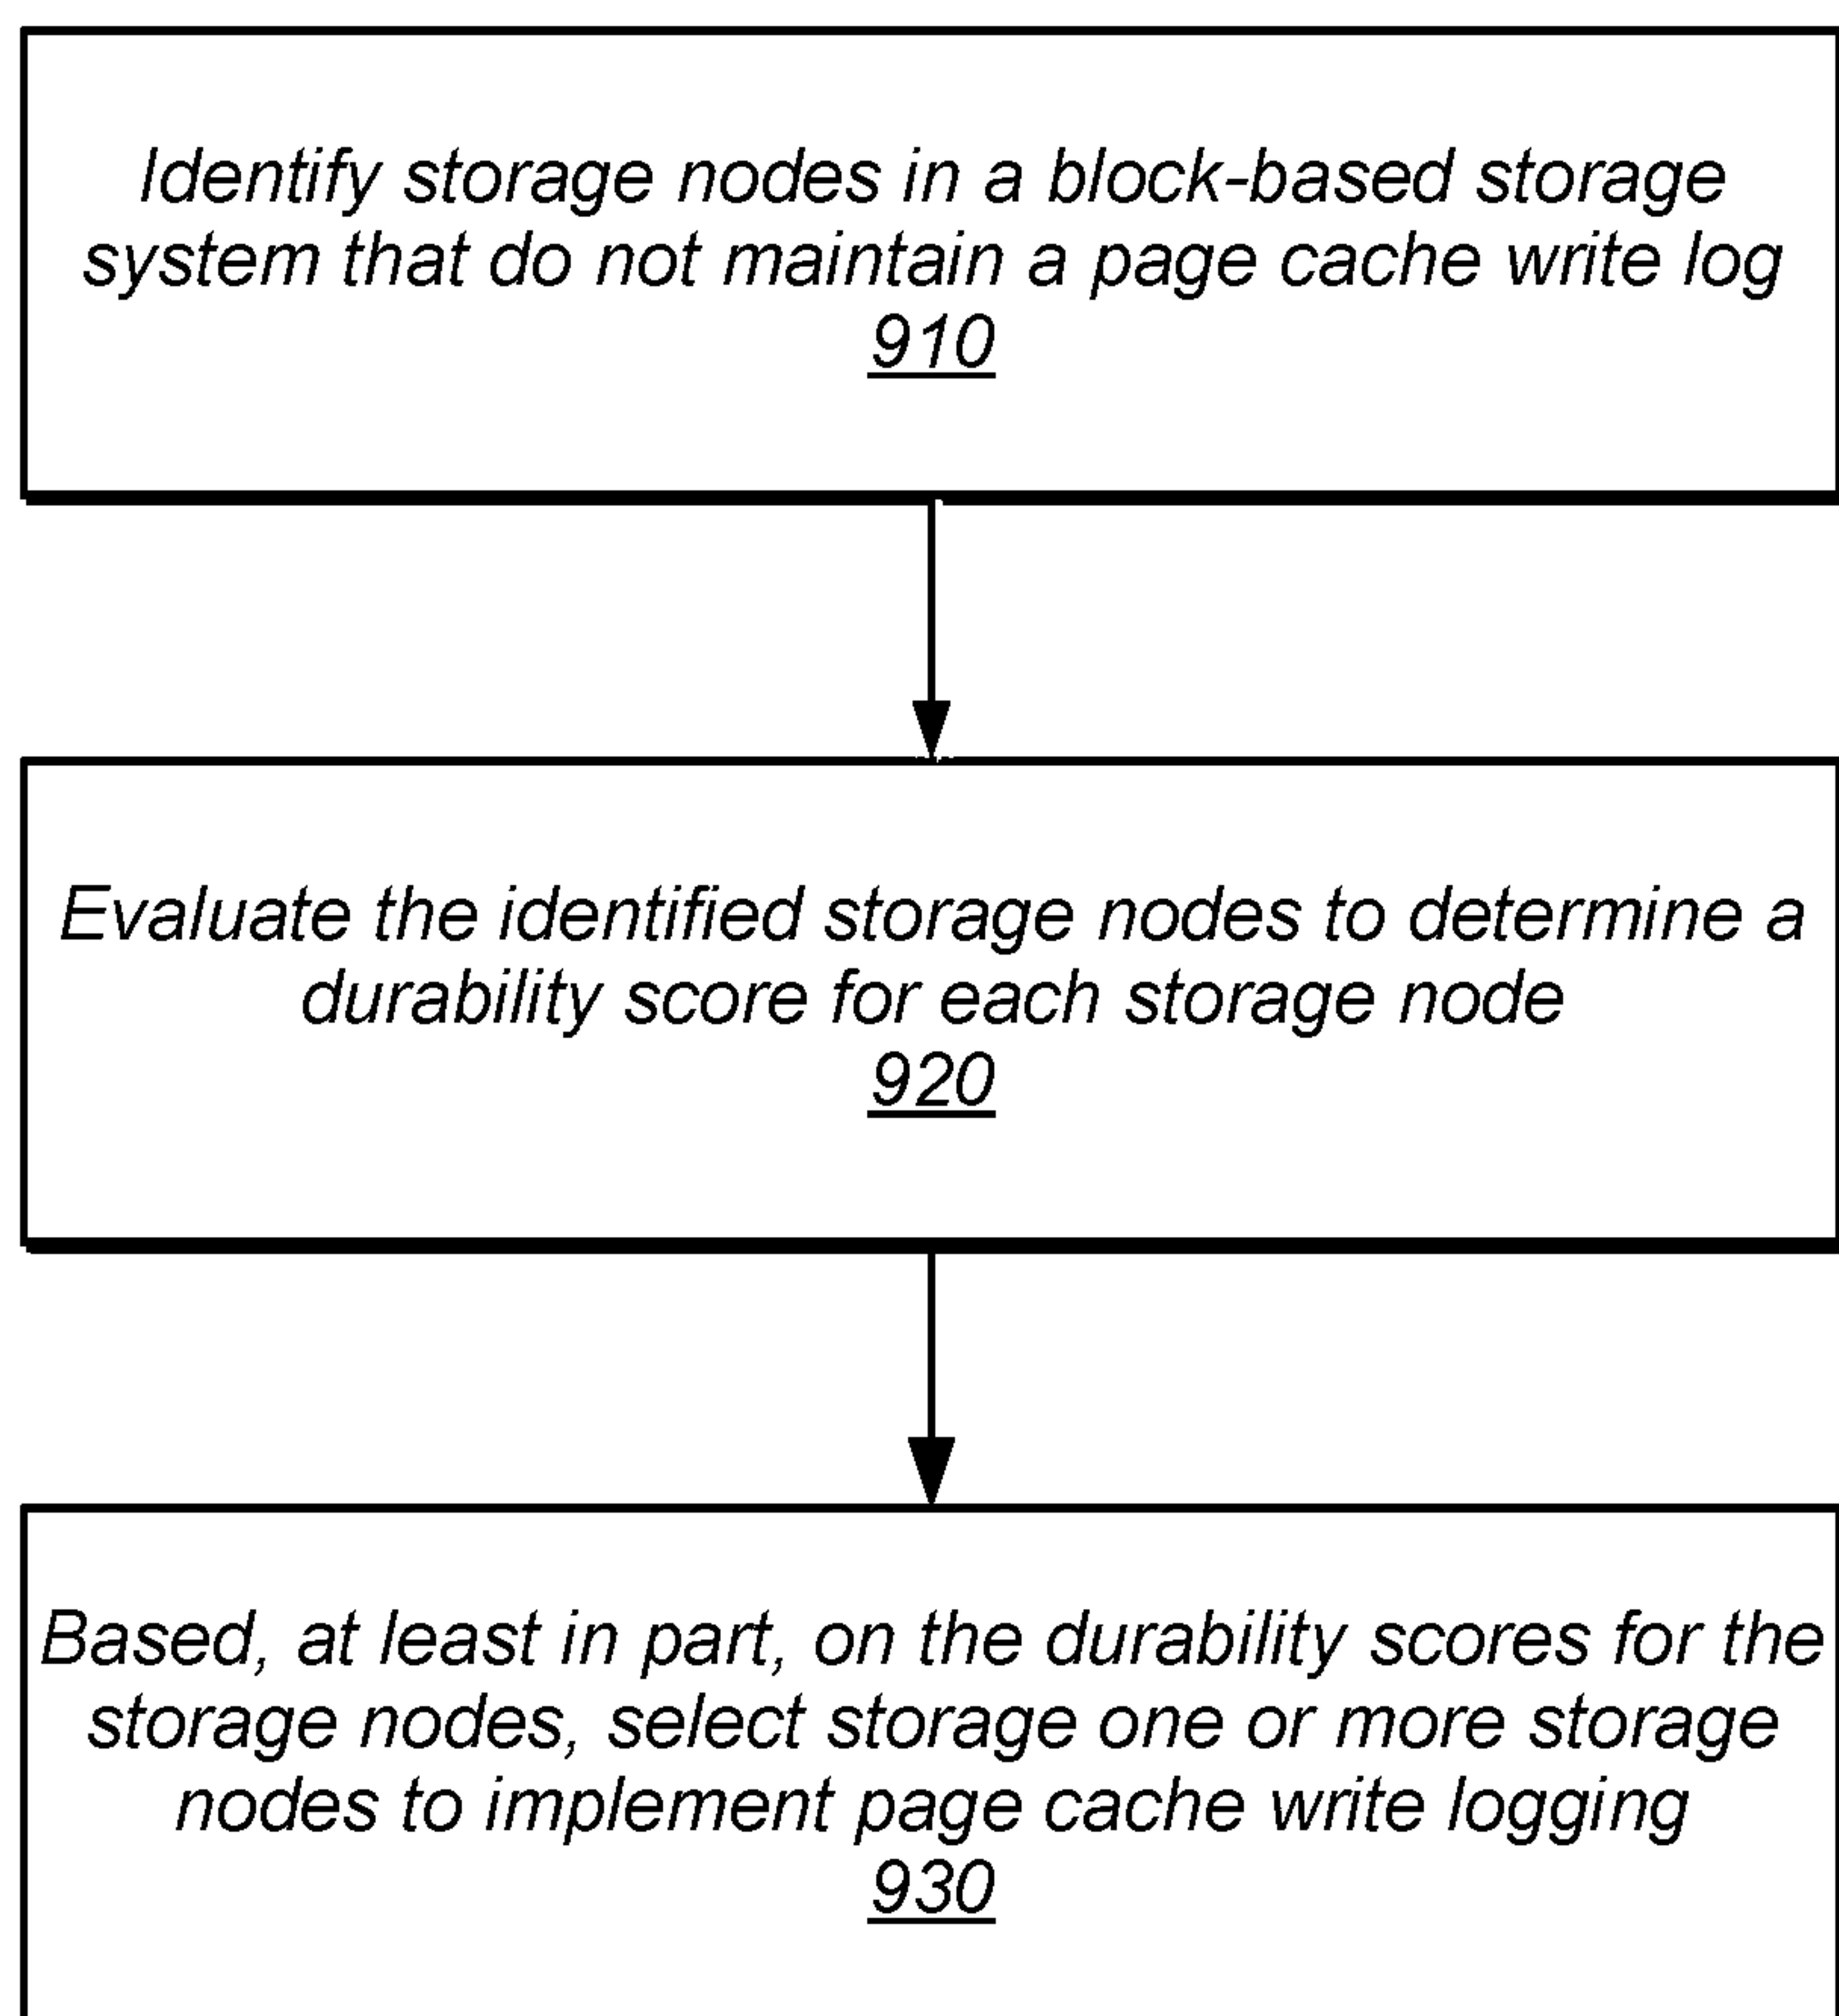 Identify storage nodes in a block-based storage
system that do not maintain a page cache write log
910
Evaluate the identified storage nodes to determine a
durability score for each storage node
920
Based, at least in part, on the durability scores for the
storage nodes, select storage one or more storage
nodes to implement page cache write logging
930